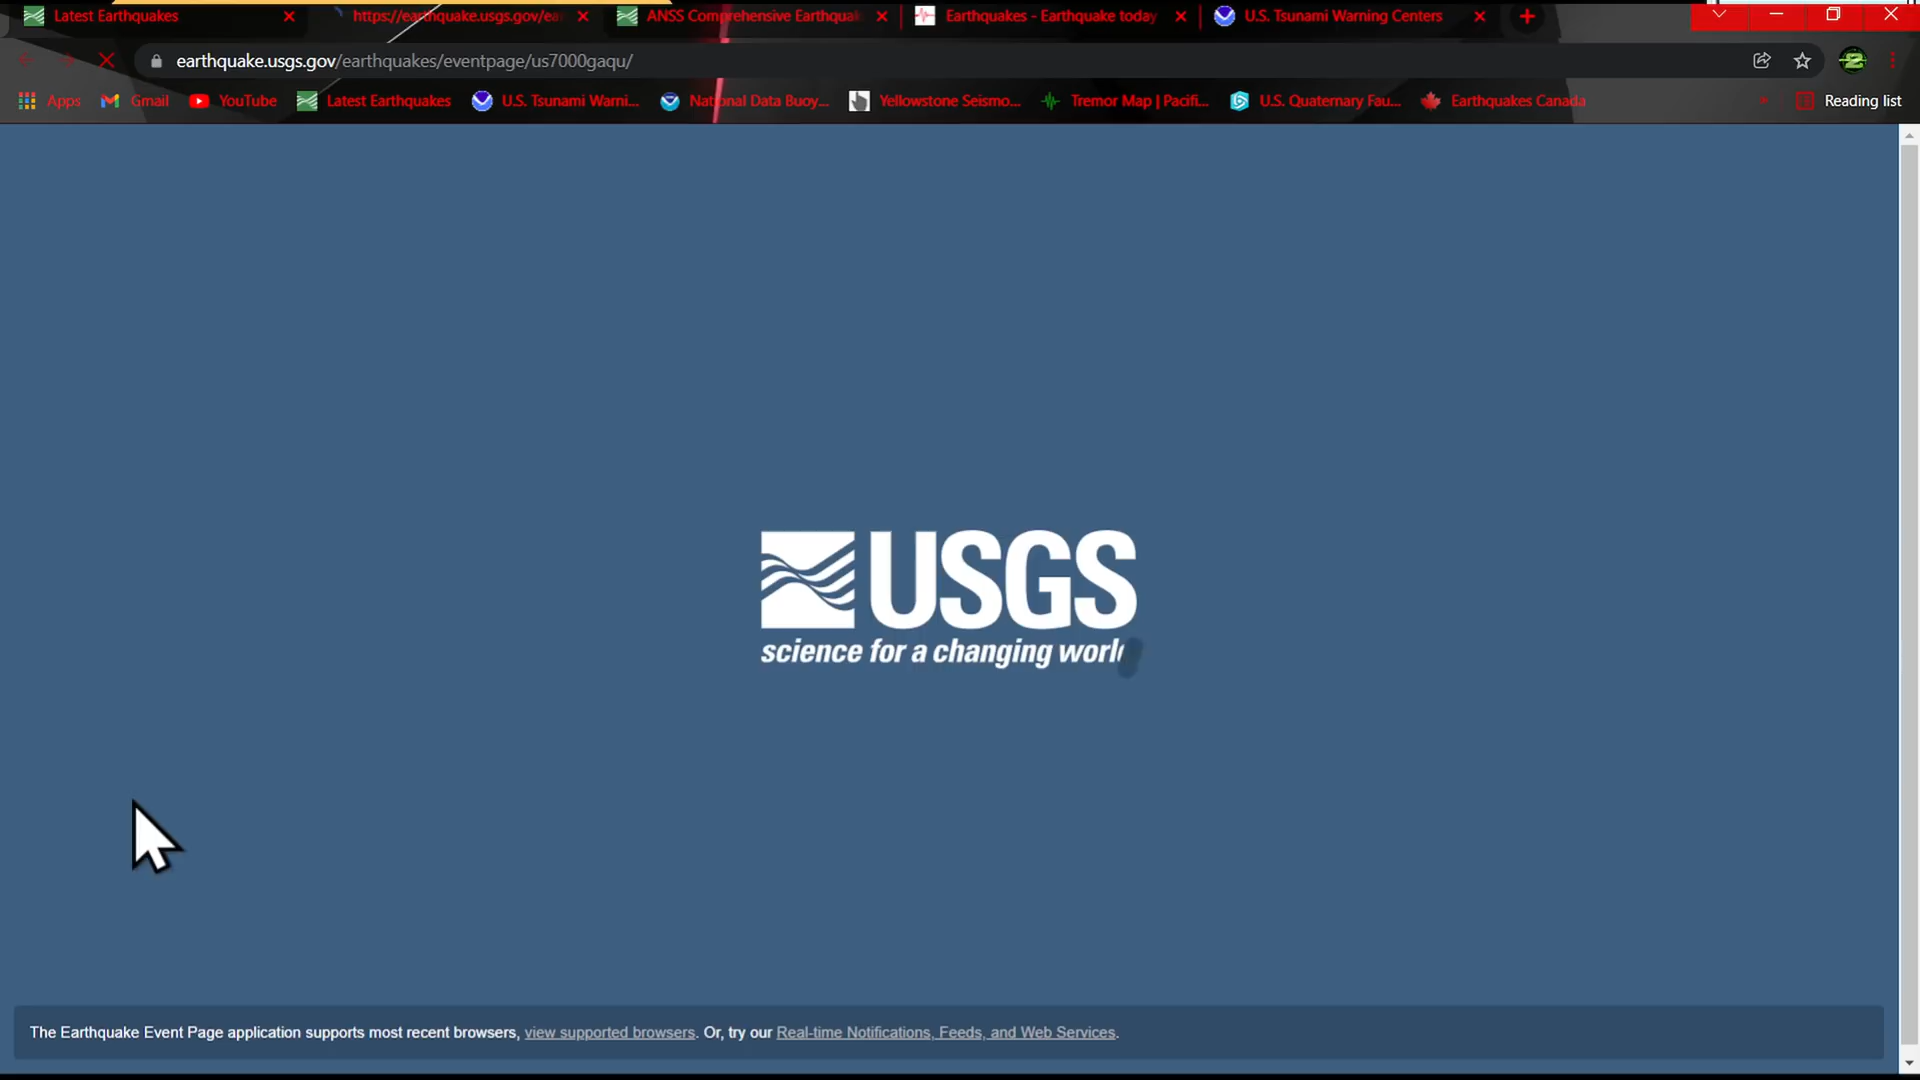 Latest Earthquakes
https://earthquake.usgs.gov/ea
ANSS Comprehensive Earthqua
Earthquakes - Earthquake today
U.S. Tsunami Warning Centers
earthquake.usgs.gov/earthquakes/eventpage/us7000gaqu/
Apps
Gmail
YouTube
Latest Earthquakes
U.S. Tsunami Warni...
National Data Buoy...
Yellowstone Seismo...
Tremor Map | Pacifi...
U.S. Quaternary Fau...
Earthquakes Canada
Reading list
USGS
science for a changing world
The Earthquake Event Page application supports most recent browsers, view supported browsers. Or, try our Real-time Notifications, Feeds, and Web Services.